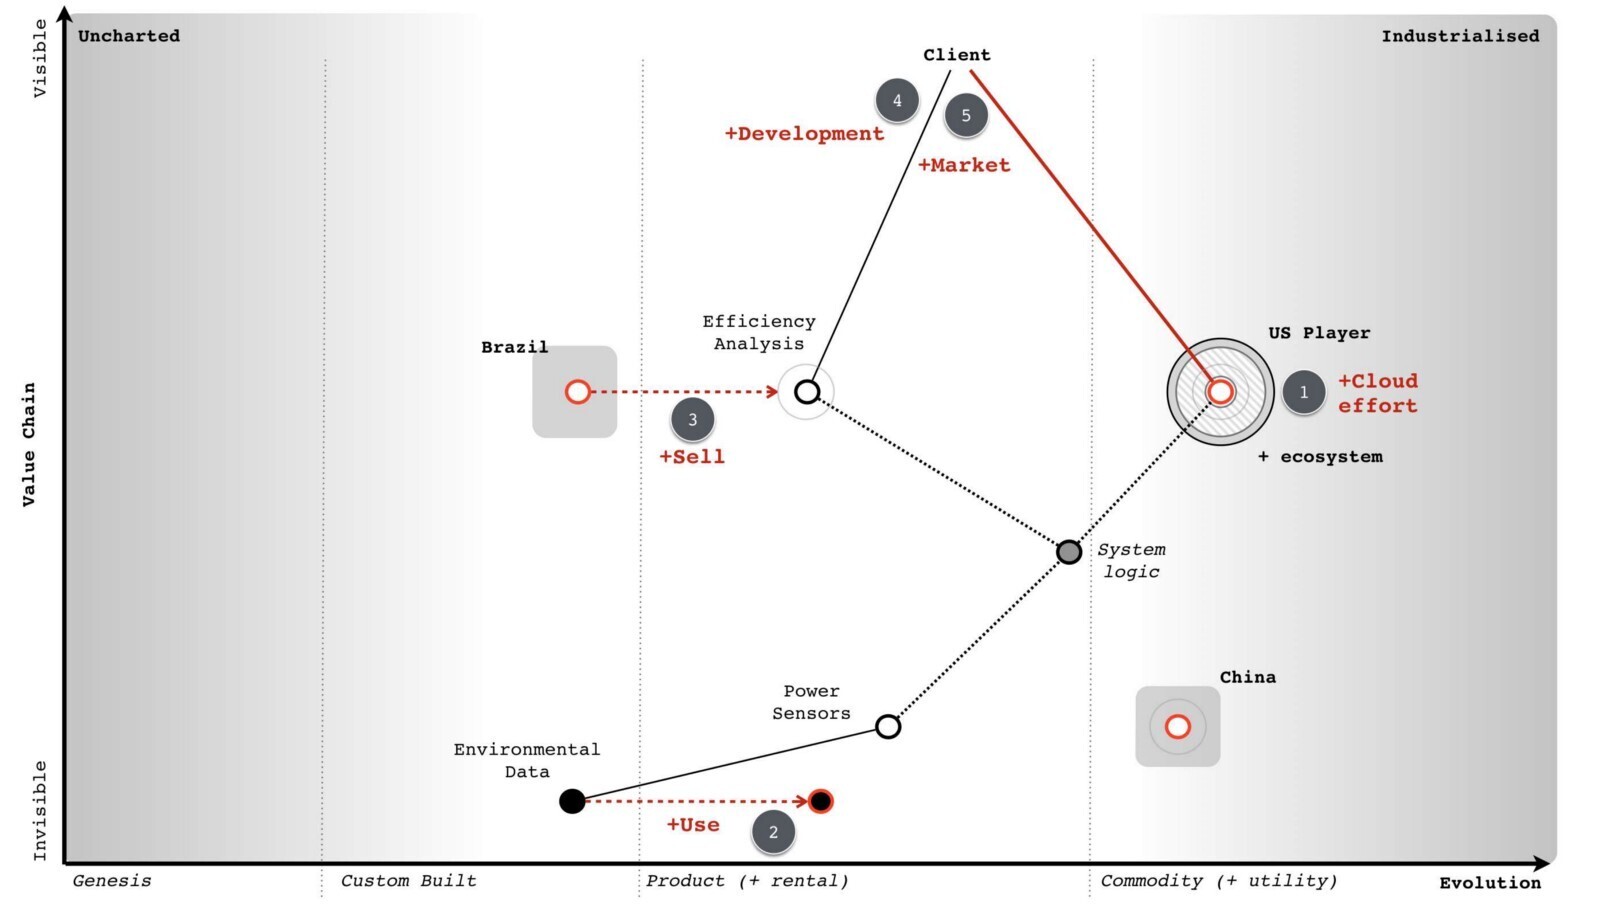 Uncharted
Industrialised
Visible
Client
4
5
+Development
+Market
Efficiency
Analysis
Brazil
US Player
1
+Cloud
effort
3
+Sell
+ ecosystem
Value Chain
System
logic
China
Power
Sensors
Environmental
Data
+Use
2
Invisible
Genesis
Custom Built
Product (+ rental)
Commodity (+ utility)
Evolution